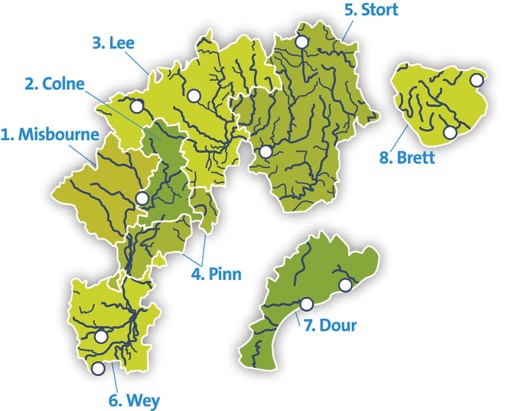 5. Stort
3. Lee
2. Colne
1. Misbourne
8. Brett
4. Pinn
7. Dour
6. Wey